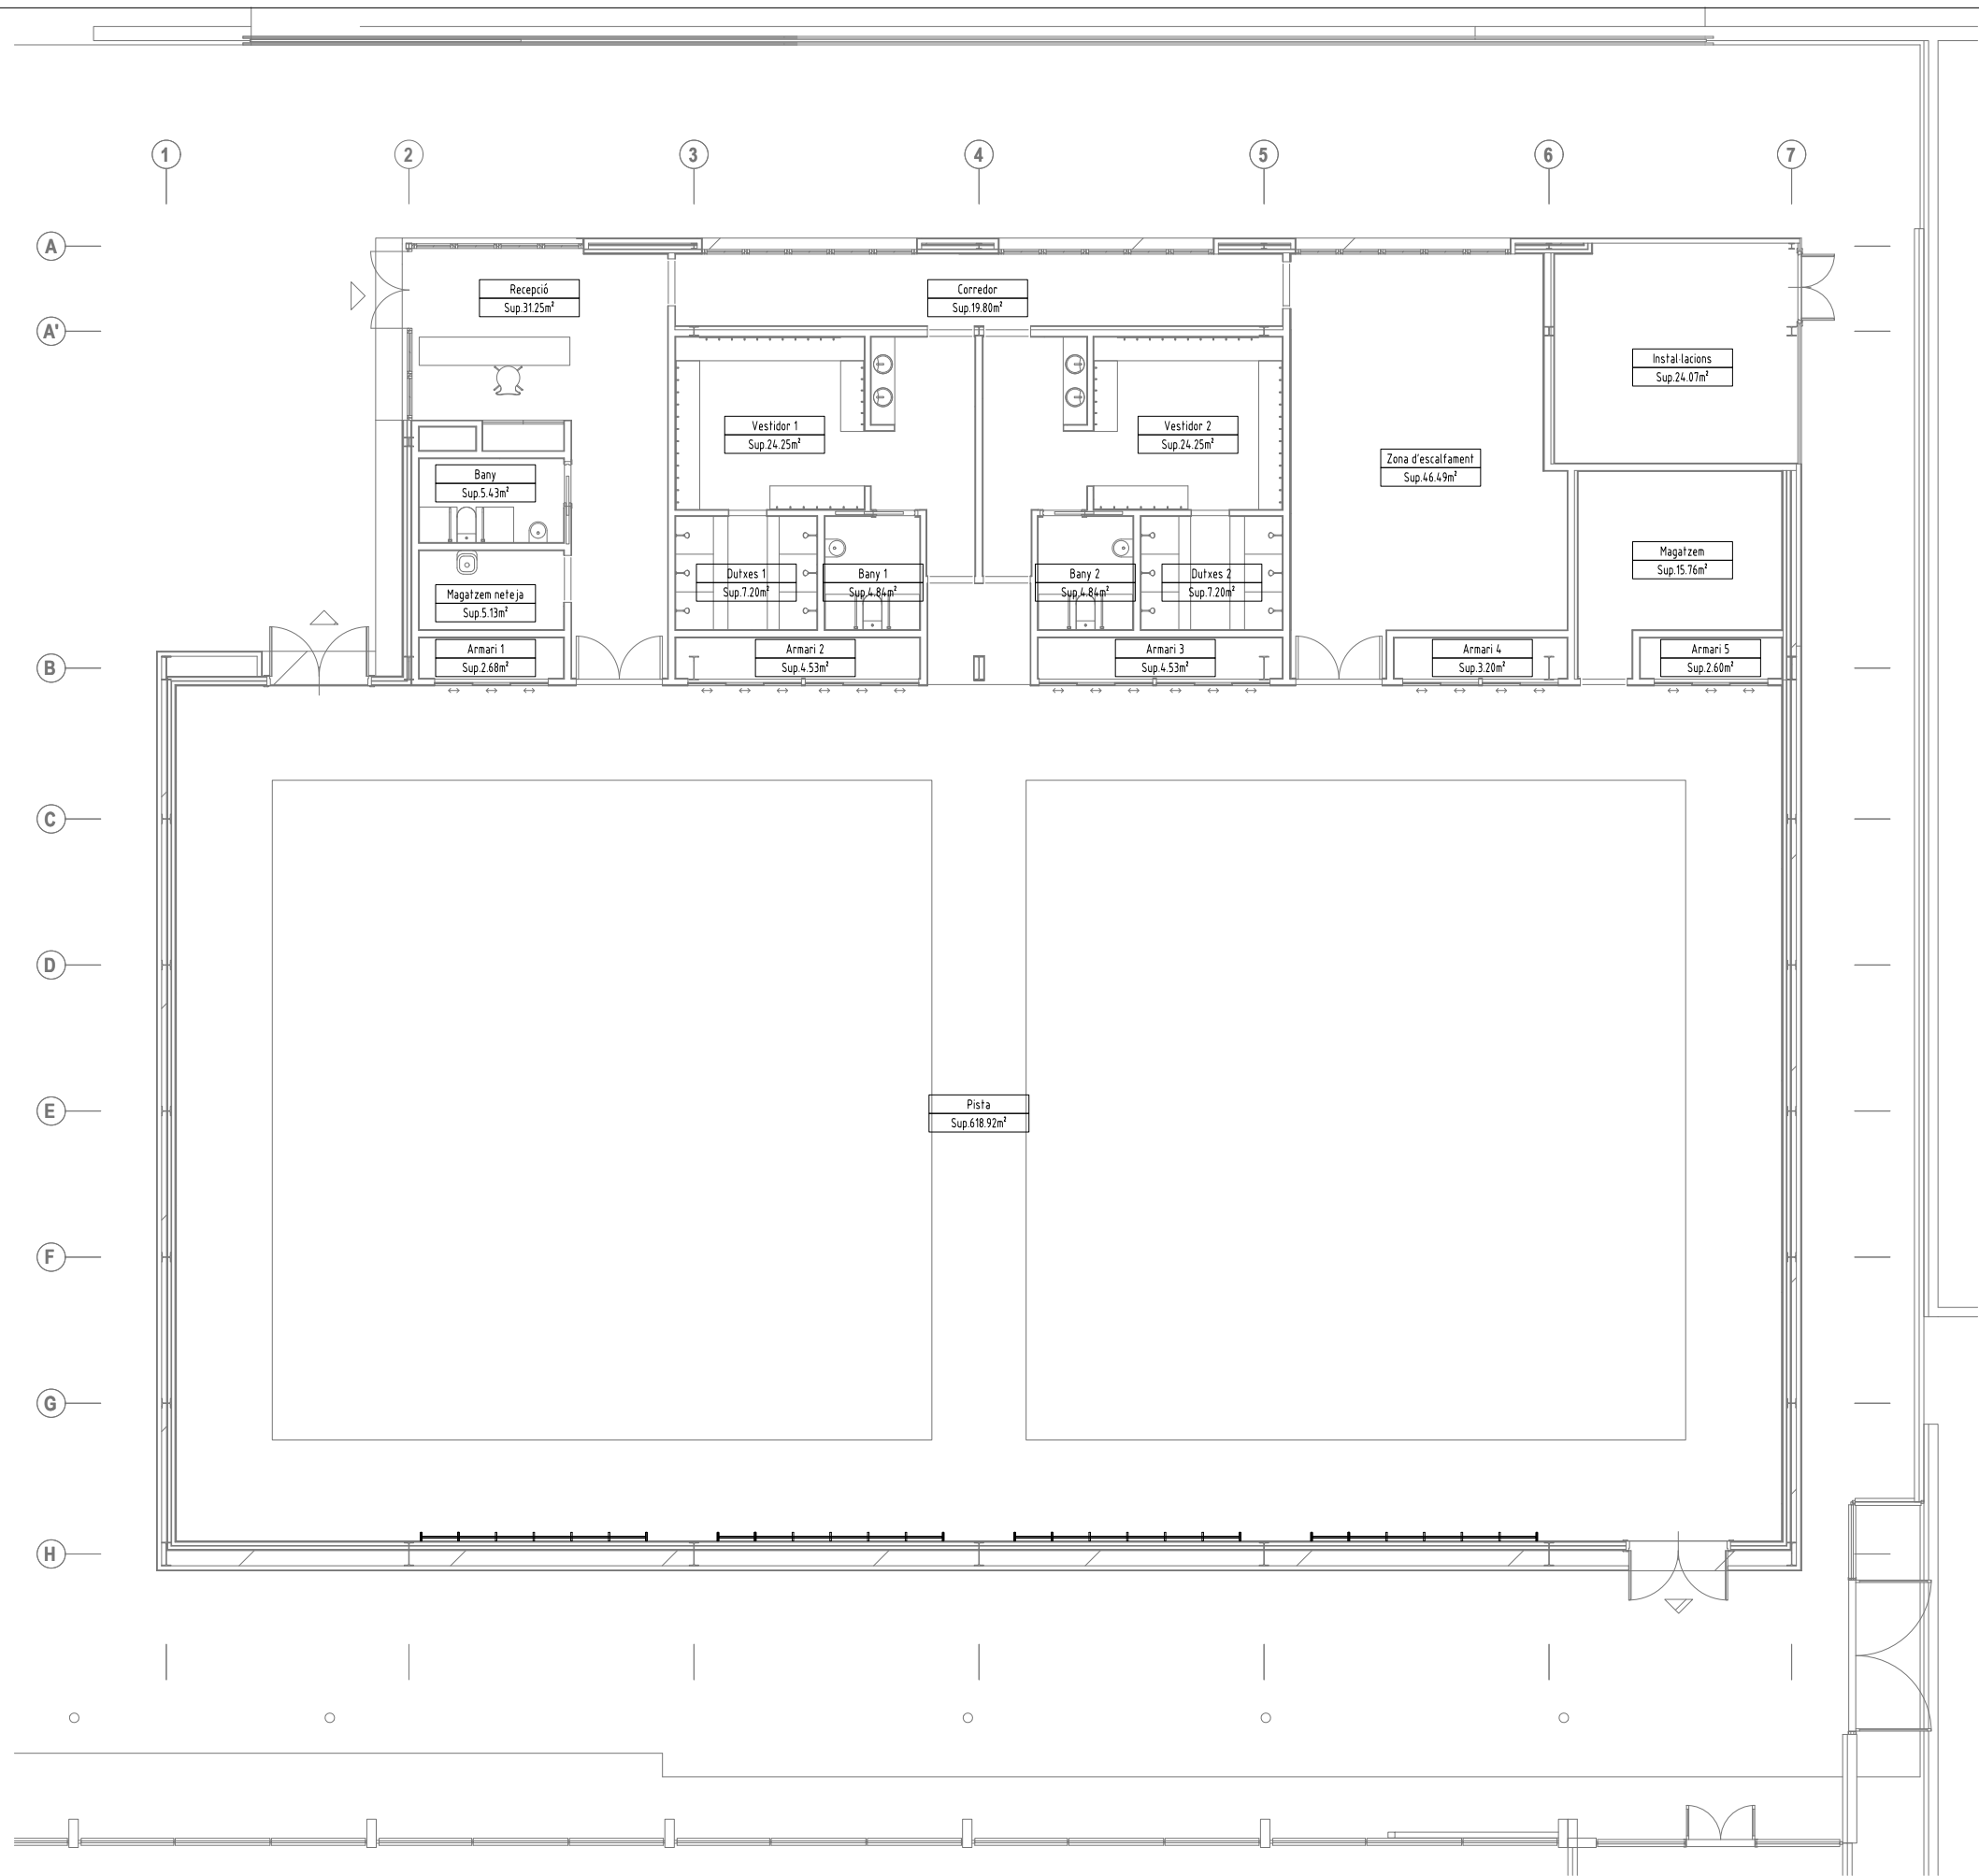 1 2 3 4 5 6 7
A
Recepció
Sup.31.25m²
Corredor
Sup.19.80m²
A'
Instal·lacions
Sup.24.07m²
Vestidor 1
Sup.24.25m²
Vestidor 2
Sup.24.25m²
Zona d'escalfament
Sup.46.49m²
Bany
Sup.5.43m²
Magatzem
Sup.15.76m²
Dutxes 1
Sup.7.20m²
Bany 1
Sup.4.84m²
Bany 2
Sup.4.84m²
Dutxes 2
Sup.7.20m²
Magatzem neteja
Sup.5.13m²
B
Armari 1
Sup.2.68m²
Armari 2
Sup.4.53m²
Armari 3
Sup.4.53m²
Armari 4
Sup.3.20m²
Armari 5
Sup.2.60m²
C
D
E
Pista
Sup.618.92m²
F
G
H